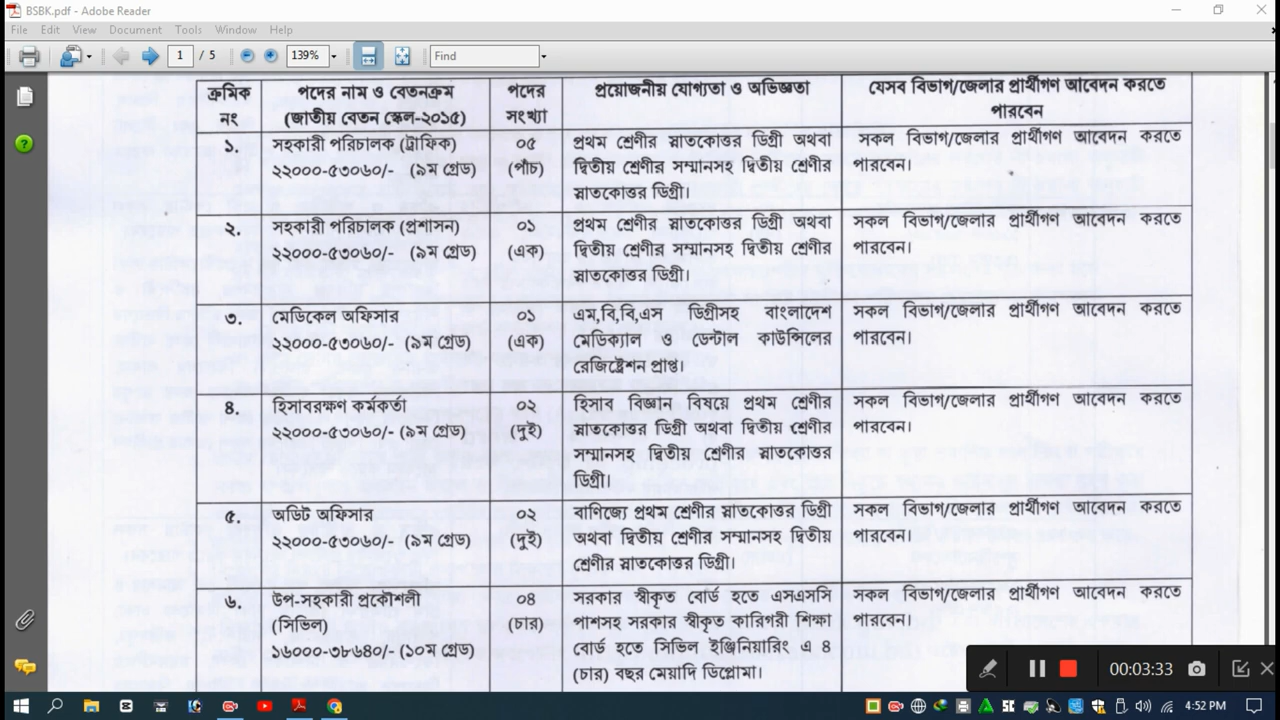 BSBK.pdf - Adobe Reader
File Edit View Document Tools Window Help
1 / 5 139% Find
ক্রমিক নং
পদের নাম ও বেতনক্রম
(জাতীয় বেতন স্কেল-২০১৫)
পদের
সংখ্যা
প্রয়োজনীয় যোগ্যতা ও অভিজ্ঞতা
যেসব বিভাগ/জেলার প্রার্থীগণ আবেদন করতে
পারবেন
১. সহকারী পরিচালক (ট্রাফিক) ০৫ প্রথম শ্রেণীর স্নাতকোত্তর ডিগ্রী অথবা সকল বিভাগ/জেলার প্রার্থীগণ আবেদন করতে
২২০০০-৫৩০৬০/- (৯ম গ্রেড) (পাঁচ) দ্বিতীয় শ্রেণীর সম্মানসহ দ্বিতীয় শ্রেণীর পারবেন।
স্নাতকোত্তর ডিগ্রী।
২. সহকারী পরিচালক (প্রশাসন) ০১ প্রথম শ্রেণীর স্নাতকোত্তর ডিগ্রী অথবা সকল বিভাগ/জেলার প্রার্থীগণ আবেদন করতে
২২০০০-৫৩০৬০/- (৯ম গ্রেড) (এক) দ্বিতীয় শ্রেণীর সম্মানসহ দ্বিতীয় শ্রেণীর পারবেন।
স্নাতকোত্তর ডিগ্রী।
৩. মেডিকেল অফিসার ০১ এম,বি,বি,এস ডিগ্রীসহ বাংলাদেশ সকল বিভাগ/জেলার প্রার্থীগণ আবেদন করতে
২২০০০-৫৩০৬০/- (৯ম গ্রেড) (এক) মেডিক্যাল ও ডেন্টাল কাউন্সিলের পারবেন।
রেজিষ্ট্রেশন প্রাপ্ত।
৪. হিসাবরক্ষণ কর্মকর্তা ০২ হিসাব বিজ্ঞান বিষয়ে প্রথম শ্রেণীর সকল বিভাগ/জেলার প্রার্থীগণ আবেদন করতে
২২০০০-৫৩০৬০/- (৯ম গ্রেড) (দুই) স্নাতকোত্তর ডিগ্রী অথবা দ্বিতীয় শ্রেণীর পারবেন।
সম্মানসহ দ্বিতীয় শ্রেণীর স্নাতকোত্তর
ডিগ্রী।
৫. অডিট অফিসার ০২ বাণিজ্যে প্রথম শ্রেণীর স্নাতকোত্তর ডিগ্রী সকল বিভাগ/জেলার প্রার্থীগণ আবেদন করতে
২২০০০-৫৩০৬০/- (৯ম গ্রেড) (দুই) অথবা দ্বিতীয় শ্রেণীর সম্মানসহ দ্বিতীয় পারবেন।
শ্রেণীর স্নাতকোত্তর ডিগ্রী।
৬. উপ-সহকারী প্রকৌশলী ০৪ সরকার স্বীকৃত বোর্ড হতে এসএসসি সকল বিভাগ/জেলার প্রার্থীগণ আবেদন করতে
(সিভিল) (চার) পাশসহ সরকার স্বীকৃত কারিগরী শিক্ষা পারবেন।
১৬০০০-৩৮৬৪০/- (১০ম গ্রেড) বোর্ড হতে সিভিল ইঞ্জিনিয়ারিং এ ৪
(চার) বছর মেয়াদি ডিপ্লোমা।
00:03:33
4:52 PM